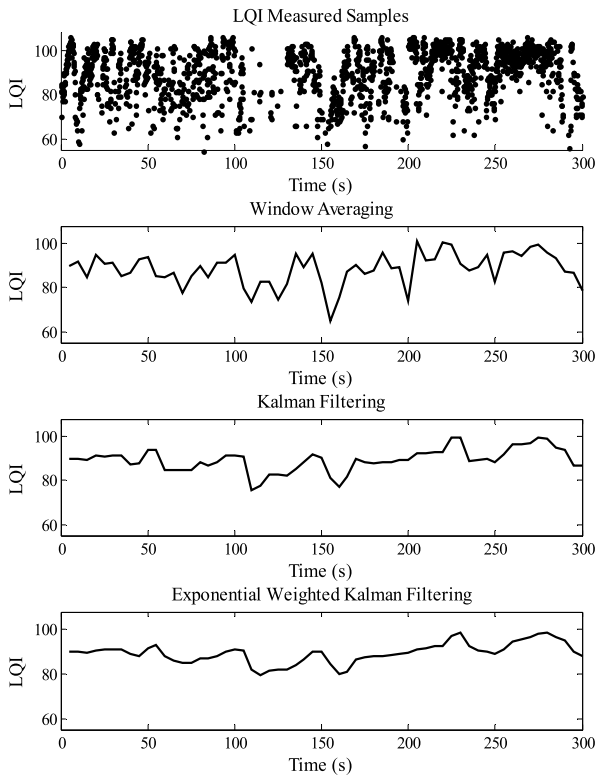 LQI Measured Samples
LQI
100
80
60
0 50 100 150 200 250 300
Time (s)
Window Averaging
LQI
100
80
60
0 50 100 150 200 250 300
Time (s)
Kalman Filtering
LQI
100
80
60
0 50 100 150 200 250 300
Time (s)
Exponential Weighted Kalman Filtering
LQI
100
80
60
0 50 100 150 200 250 300
Time (s)